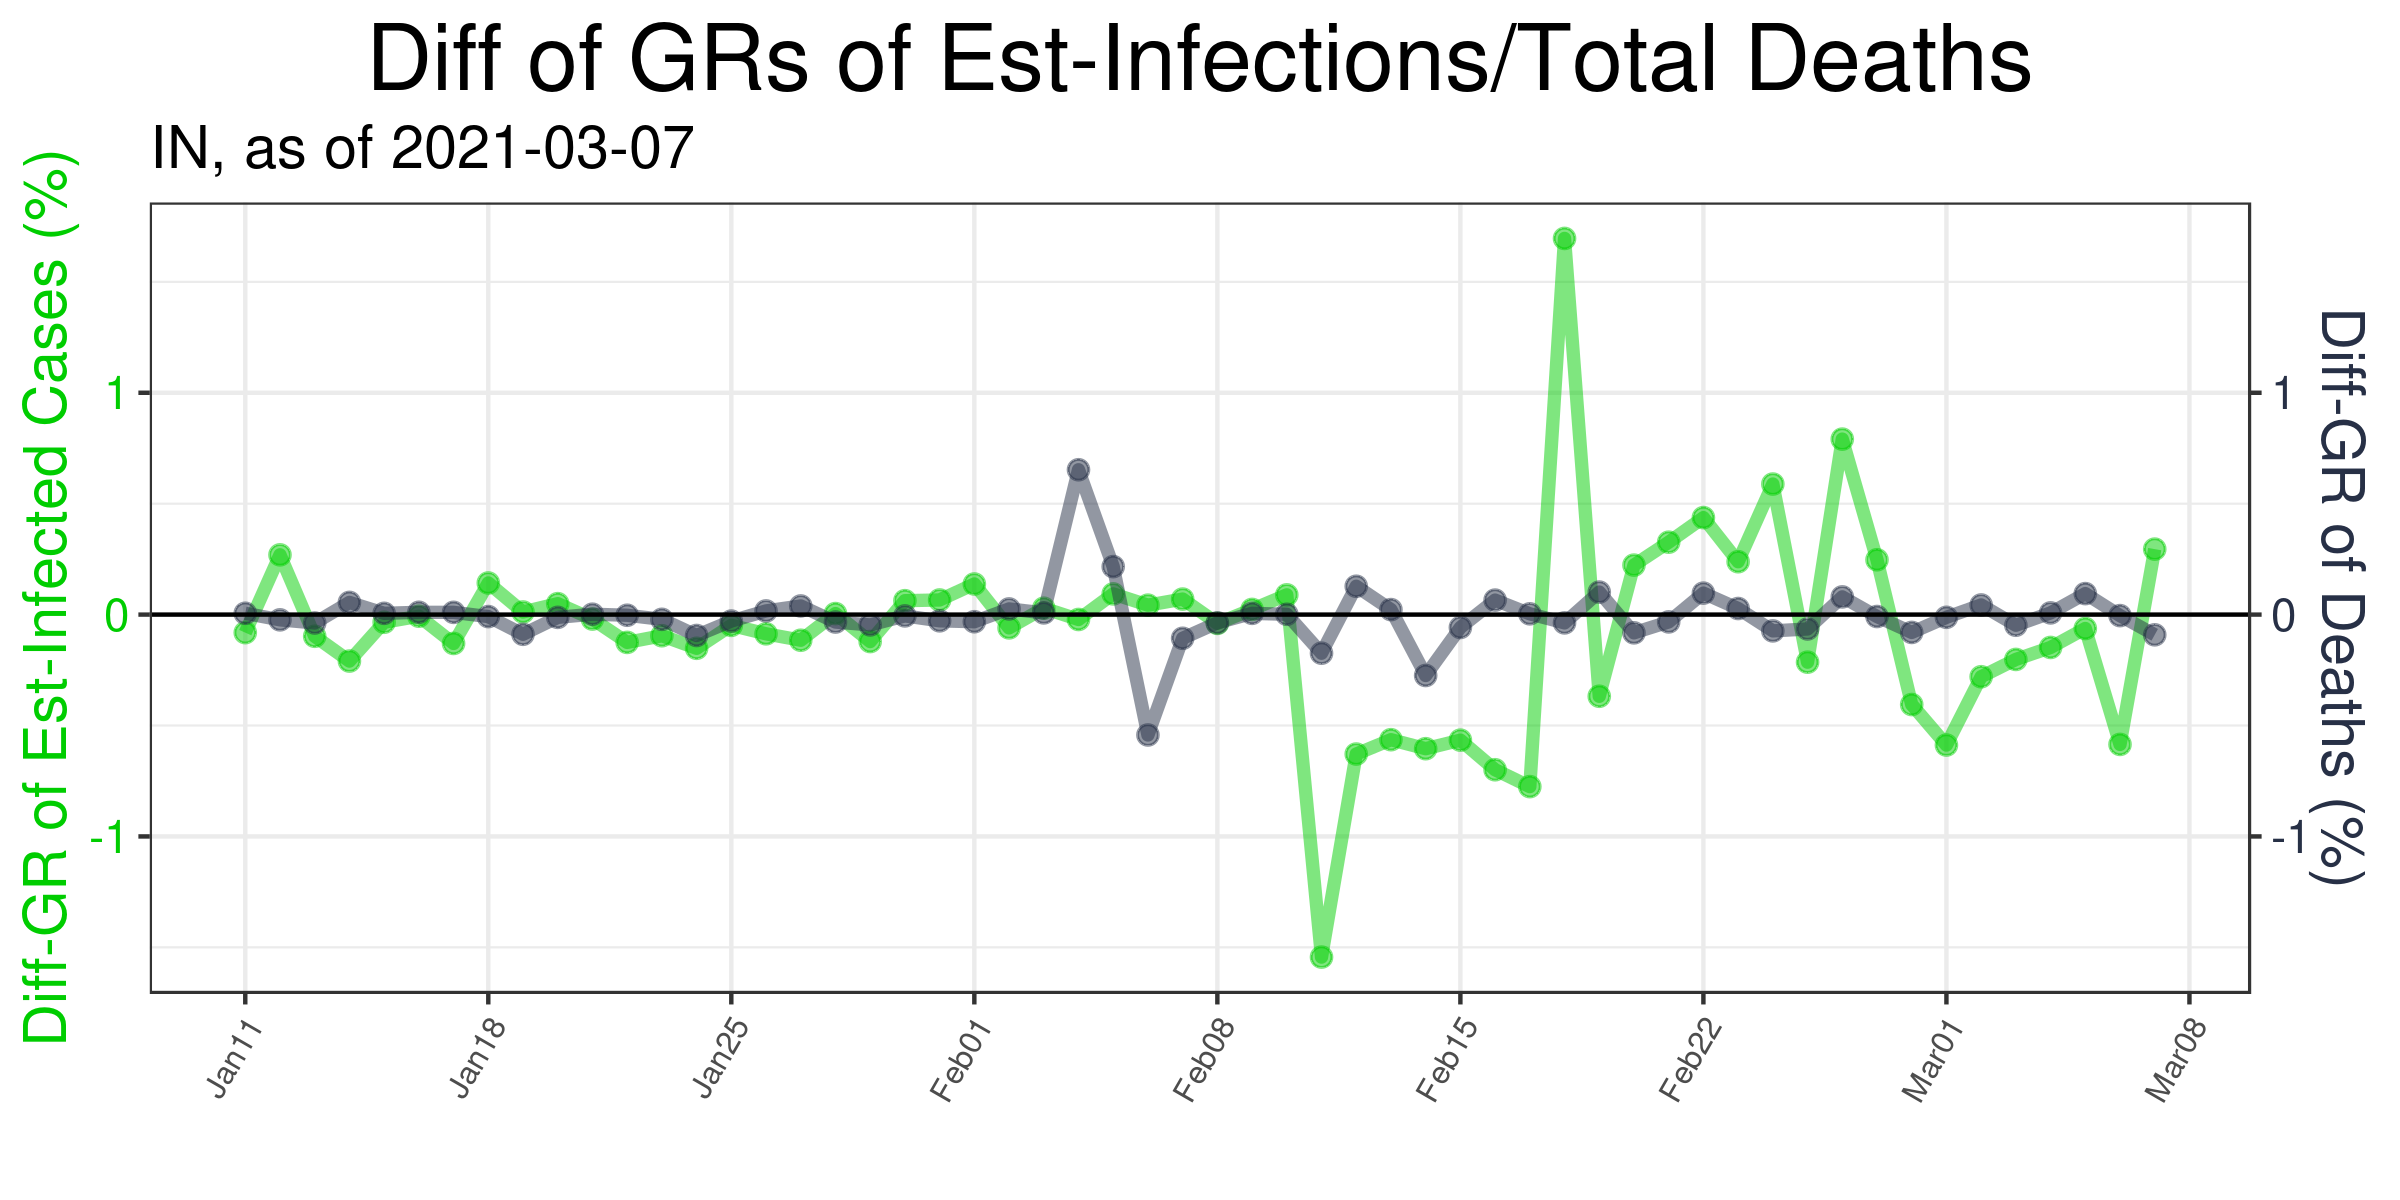 Diff of GRs of Est-Infections/Total Deaths
IN, as of 2021-03-07
Diff-GR of Est-Infected Cases (%)
1
0
-1
1
0
-1
Diff-GR of Deaths (%)
Jan11
Jan18
Jan25
Feb01
Feb08
Feb15
Feb22
Mar01
Mar08